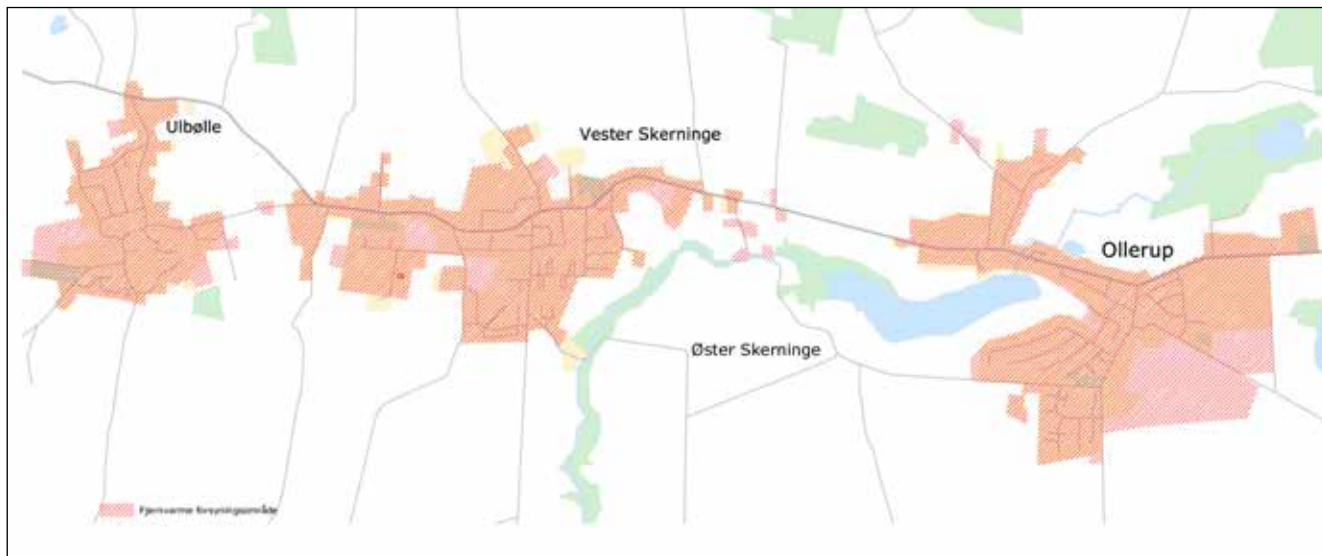 Ulbølle
Vester Skerninge
Ollerup
Øster Skerninge
Fjernvarme forsyningsområde